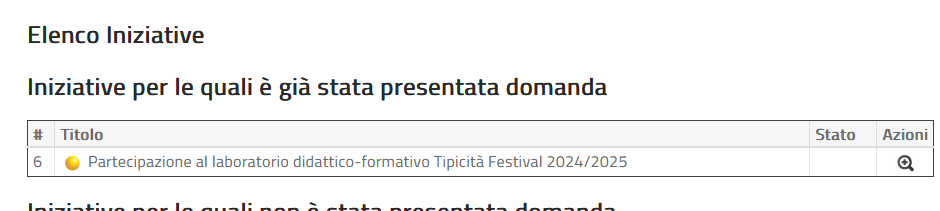 Elenco Iniziative
Iniziative per le quali è già stata presentata domanda
# Titolo Stato Azioni
6 Partecipazione al laboratorio didattico-formativo Tipicità Festival 2024/2025
Iniziative per le quali non è stata presentata domanda